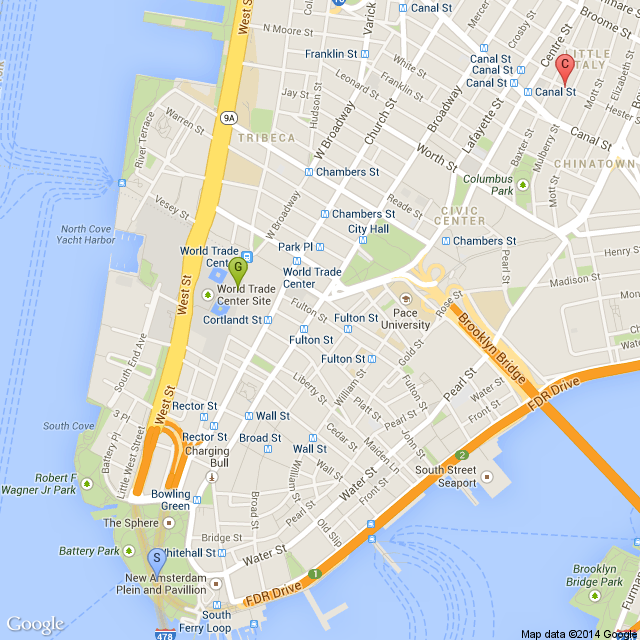 Canal St
Varick
Mercer
Broome St
Crosby St
Centre St
N Moore St
West St
Franklin St
White St
Canal St
Canal St
Canal St
LITTLE
ITALY
Elizabeth St
C
Leonard St
Franklin St
Jay St
Hudson St
Canal St
Mott St
Hester St
9A
Warren St
River Terrace
TRIBECA
W Broadway
Church St
Broadway
Lafayette St
Worth St
Baxter St
Mulberry St
Canal St
CHINATOWN
Chambers St
Columbus
Park
Mott St
Vesey St
Reade St
W Broadway
Chambers St
CIVIC
CENTER
North Cove
Yacht Harbor
City Hall
Park Pl
Chambers St
Pearl St
Henry St
World Trade
Center
G
World Trade
Center
Madison St
World Trade
Center Site
West St
Fulton St
Pace
University
Rose St
Cortlandt St
Fulton St
Brooklyn Bridge
Fulton St
Gold St
Fulton St
South End Ave
Liberty St
William St
Pearl St
Water St
FDR Drive
Platt St
Fulton St
Front St
Rector St
West St
Wall St
Pearl St
3 Pl
South Cove
Battery Pl
Little West Street
Rector St
Broad St
Cedar St
Maiden Ln
John St
Charging
Bull
Wall St
2
Robert F
Wagner Jr Park
Wall St
Water St
South Street
Seaport
Bowling
Green
Broad St
William St
Front St
Pearl St
The Sphere
Bridge St
Old Slip
Battery Park
S
Whitehall St
Water St
New Amsterdam
Plein and Pavillion
1
FDR Drive
Brooklyn
Bridge Park
Furman
South
Ferry Loop
478
Google
Map data ©2014 Google